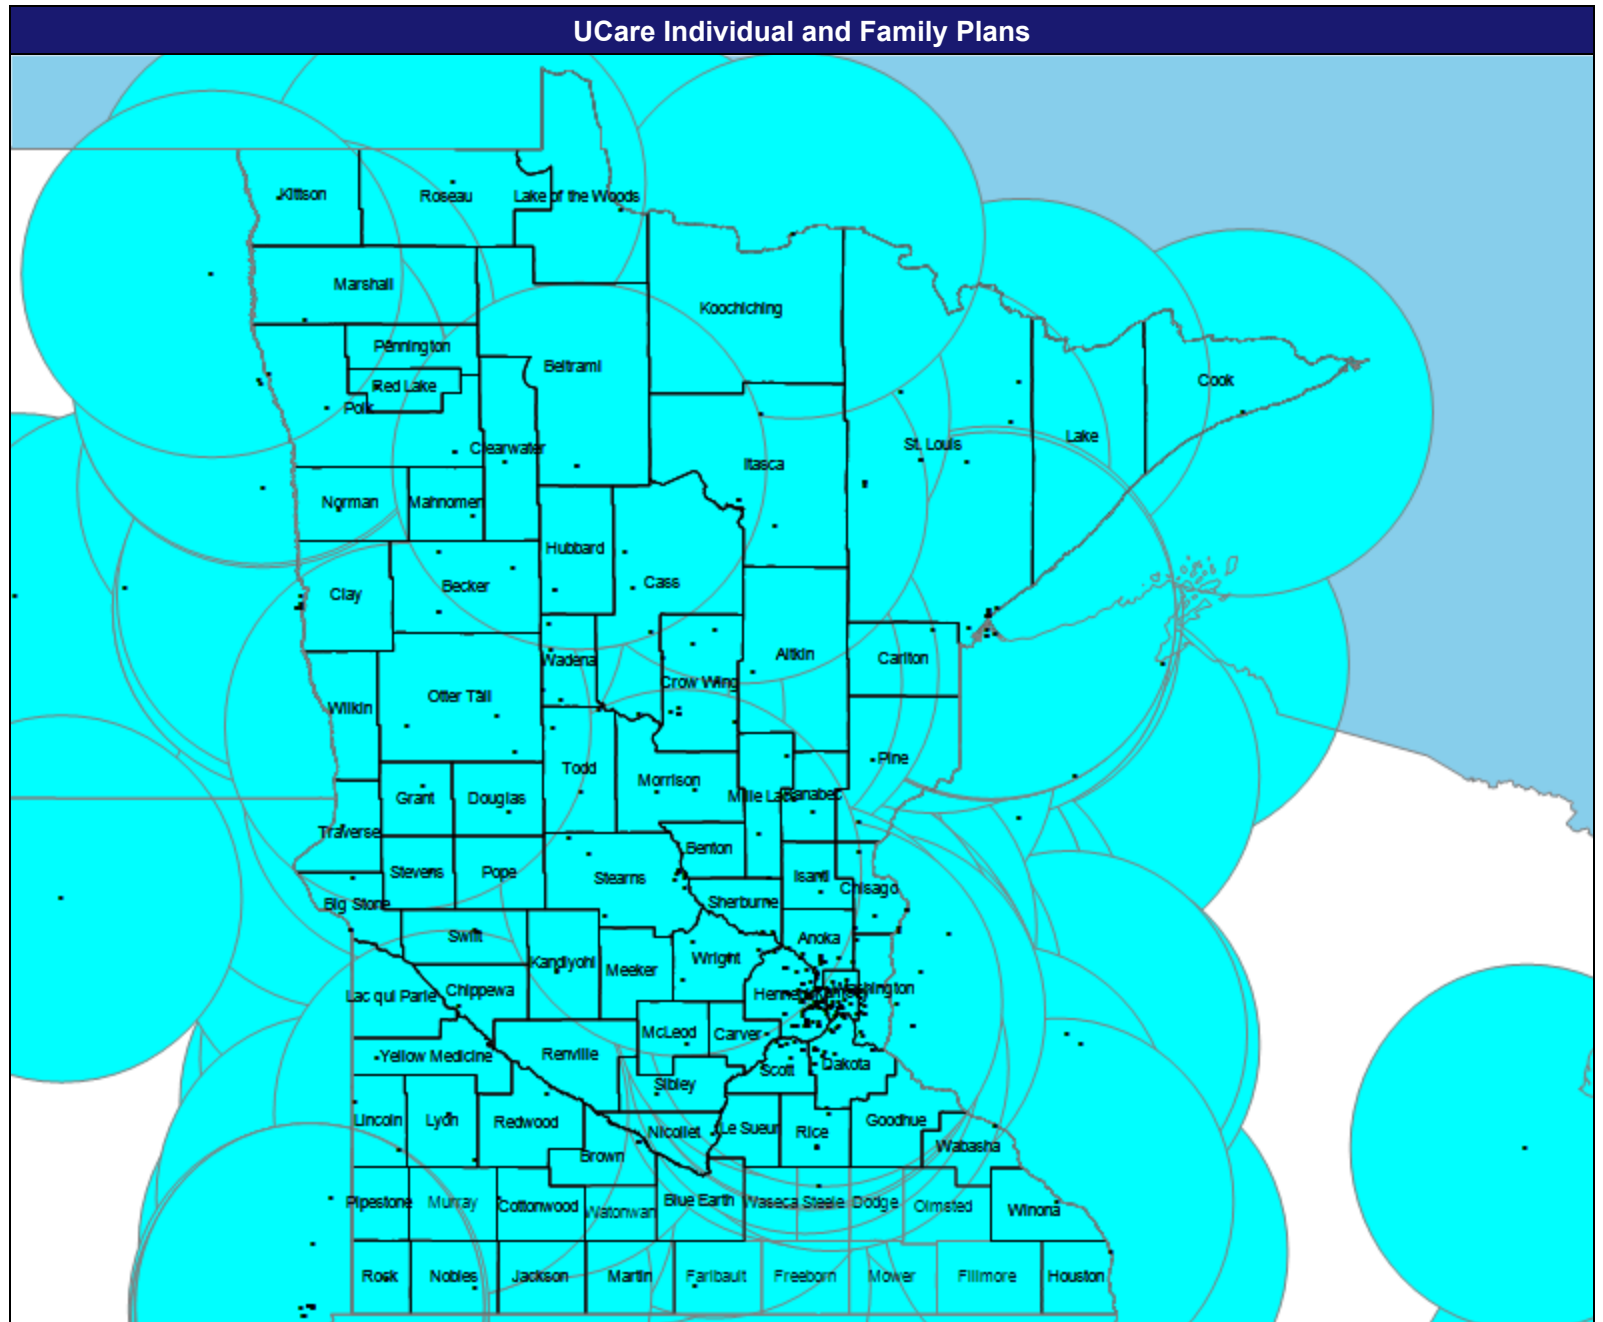 UCare Individual and Family Plans
Kittson
Roseau
Lake of the Woods
Marshall
Koochiching
Pennington
Beltrami
Red Lake
Polk
Cook
Clearwater
St. Louis
Lake
Itasca
Norman
Mahnomen
Hubbard
Becker
Cass
Clay
Wadena
Aitkin
Carlton
Crow Wing
Otter Tail
Wilkin
Pine
Todd
Morrison
Grant
Douglas
Mille Lacs
Kanabec
Traverse
Benton
Stevens
Pope
Stearns
Isanti
Chisago
Big Stone
Sherburne
Swift
Anoka
Kandiyohi
Meeker
Wright
Lac qui Parle
Chippewa
Washington
McLeod
Carver
Yellow Medicine
Renville
Scott
Dakota
Sibley
Lincoln
Lyon
Redwood
Nicollet
Le Sueur
Rice
Goodhue
Wabasha
Brown
Pipestone
Murray
Cottonwood
Watonwan
Blue Earth
Waseca
Steele
Dodge
Olmsted
Winona
Rock
Nobles
Jackson
Martin
Faribault
Freeborn
Mower
Fillmore
Houston